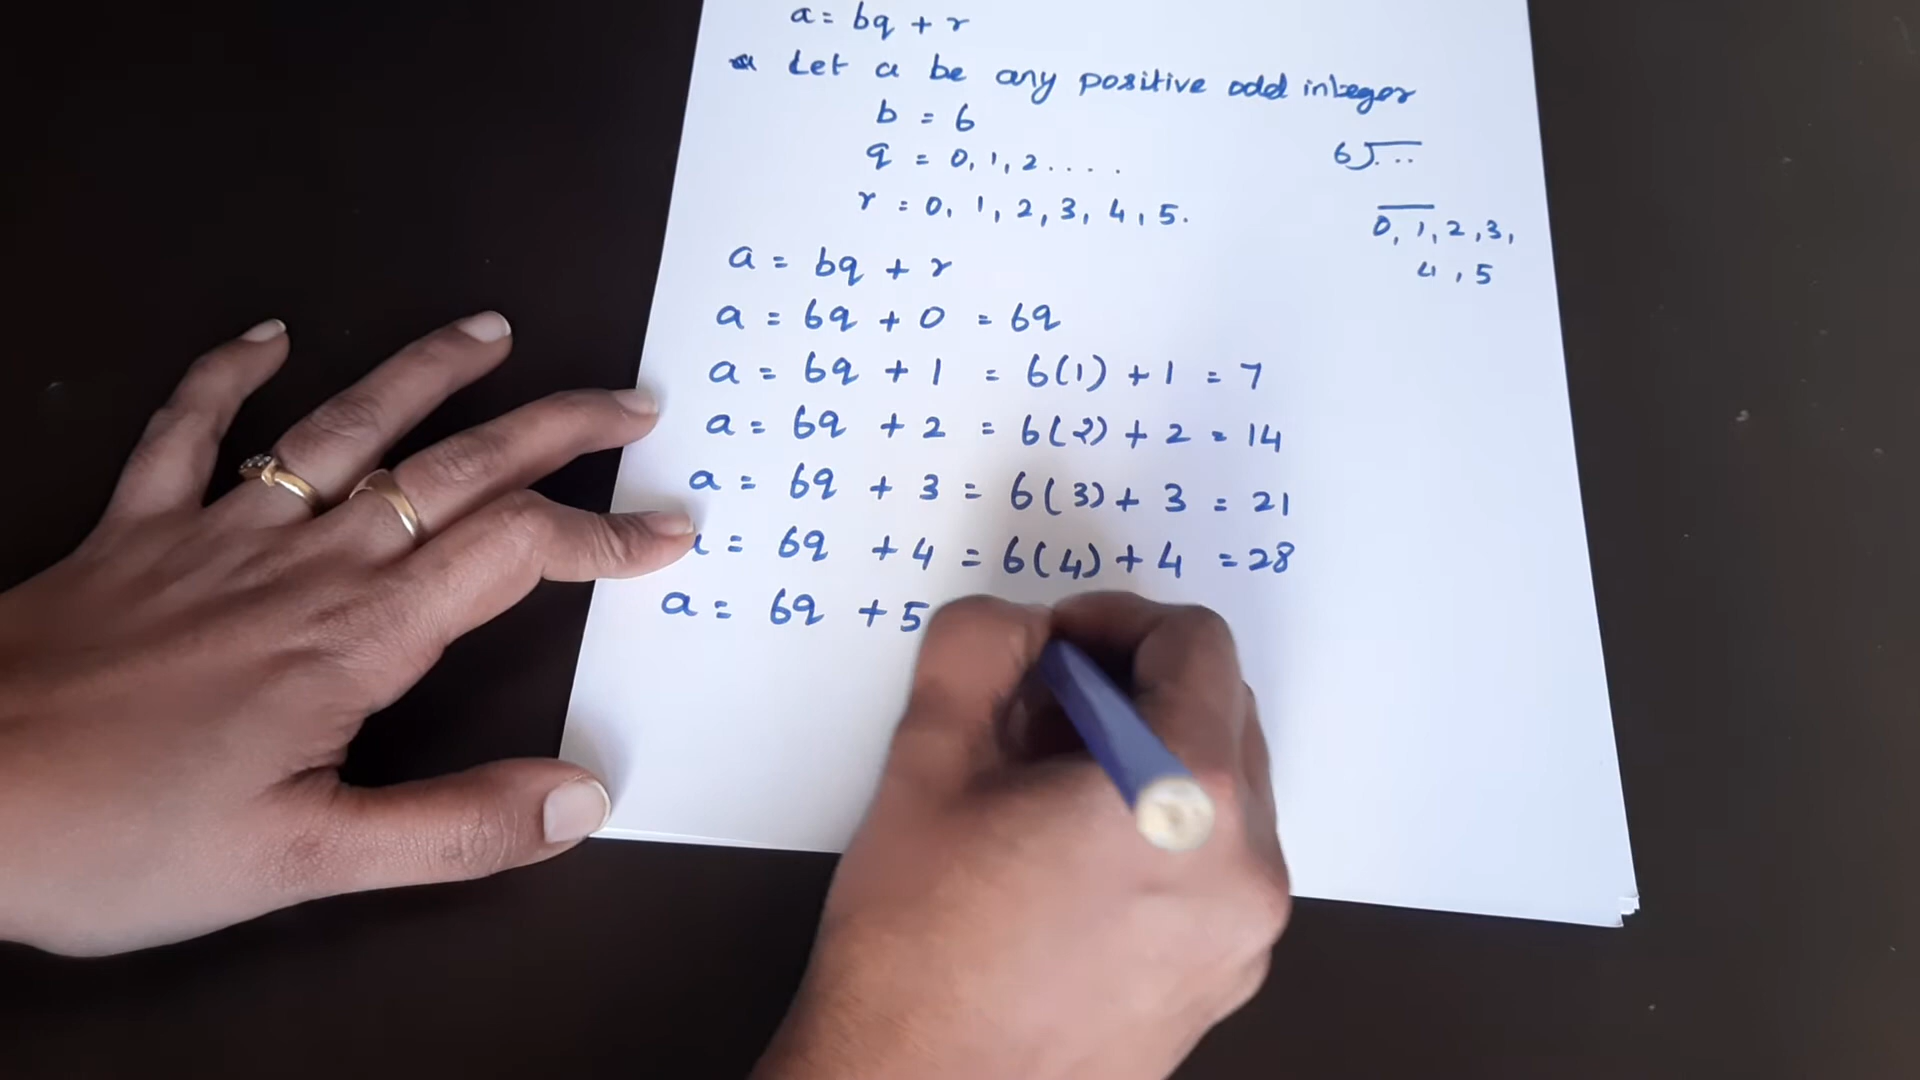 a = bq + r
Let a be any positive odd integer
b = 6
q = 0, 1, 2 . . . .
r = 0, 1, 2, 3, 4, 5.
6 ) . . .
0, 1, 2, 3,
4, 5
a = bq + r
a = 6q + 0 = 6q
a = 6q + 1 = 6(1) + 1 = 7
a = 6q + 2 = 6(2) + 2 = 14
a = 6q + 3 = 6(3) + 3 = 21
= 6q + 4 = 6(4) + 4 = 28
a = 6q + 5